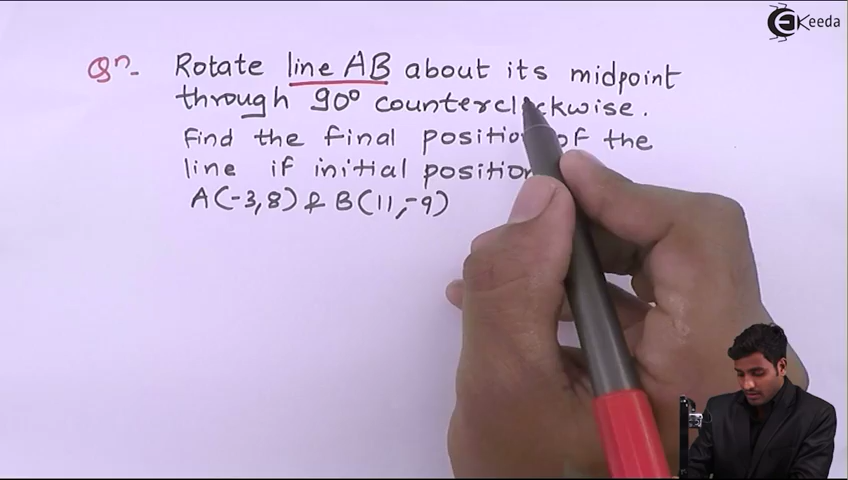 Keeda
Qn- Rotate line AB about its midpoint
through 90° counterclockwise.
Find the final position of the
line if initial position
A(-3,8) & B(11,-9)